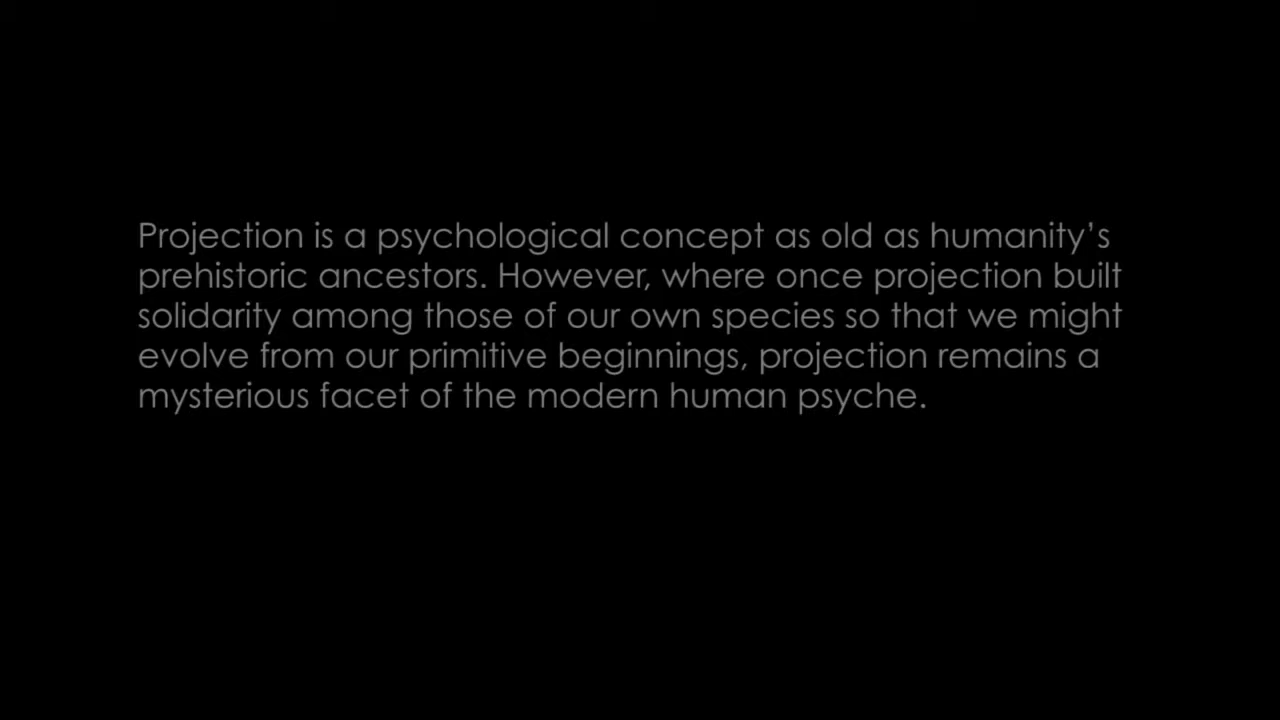 Projection is a psychological concept as old as humanity’s
prehistoric ancestors. However, where once projection built
solidarity among those of our own species so that we might
evolve from our primitive beginnings, projection remains a
mysterious facet of the modern human psyche.